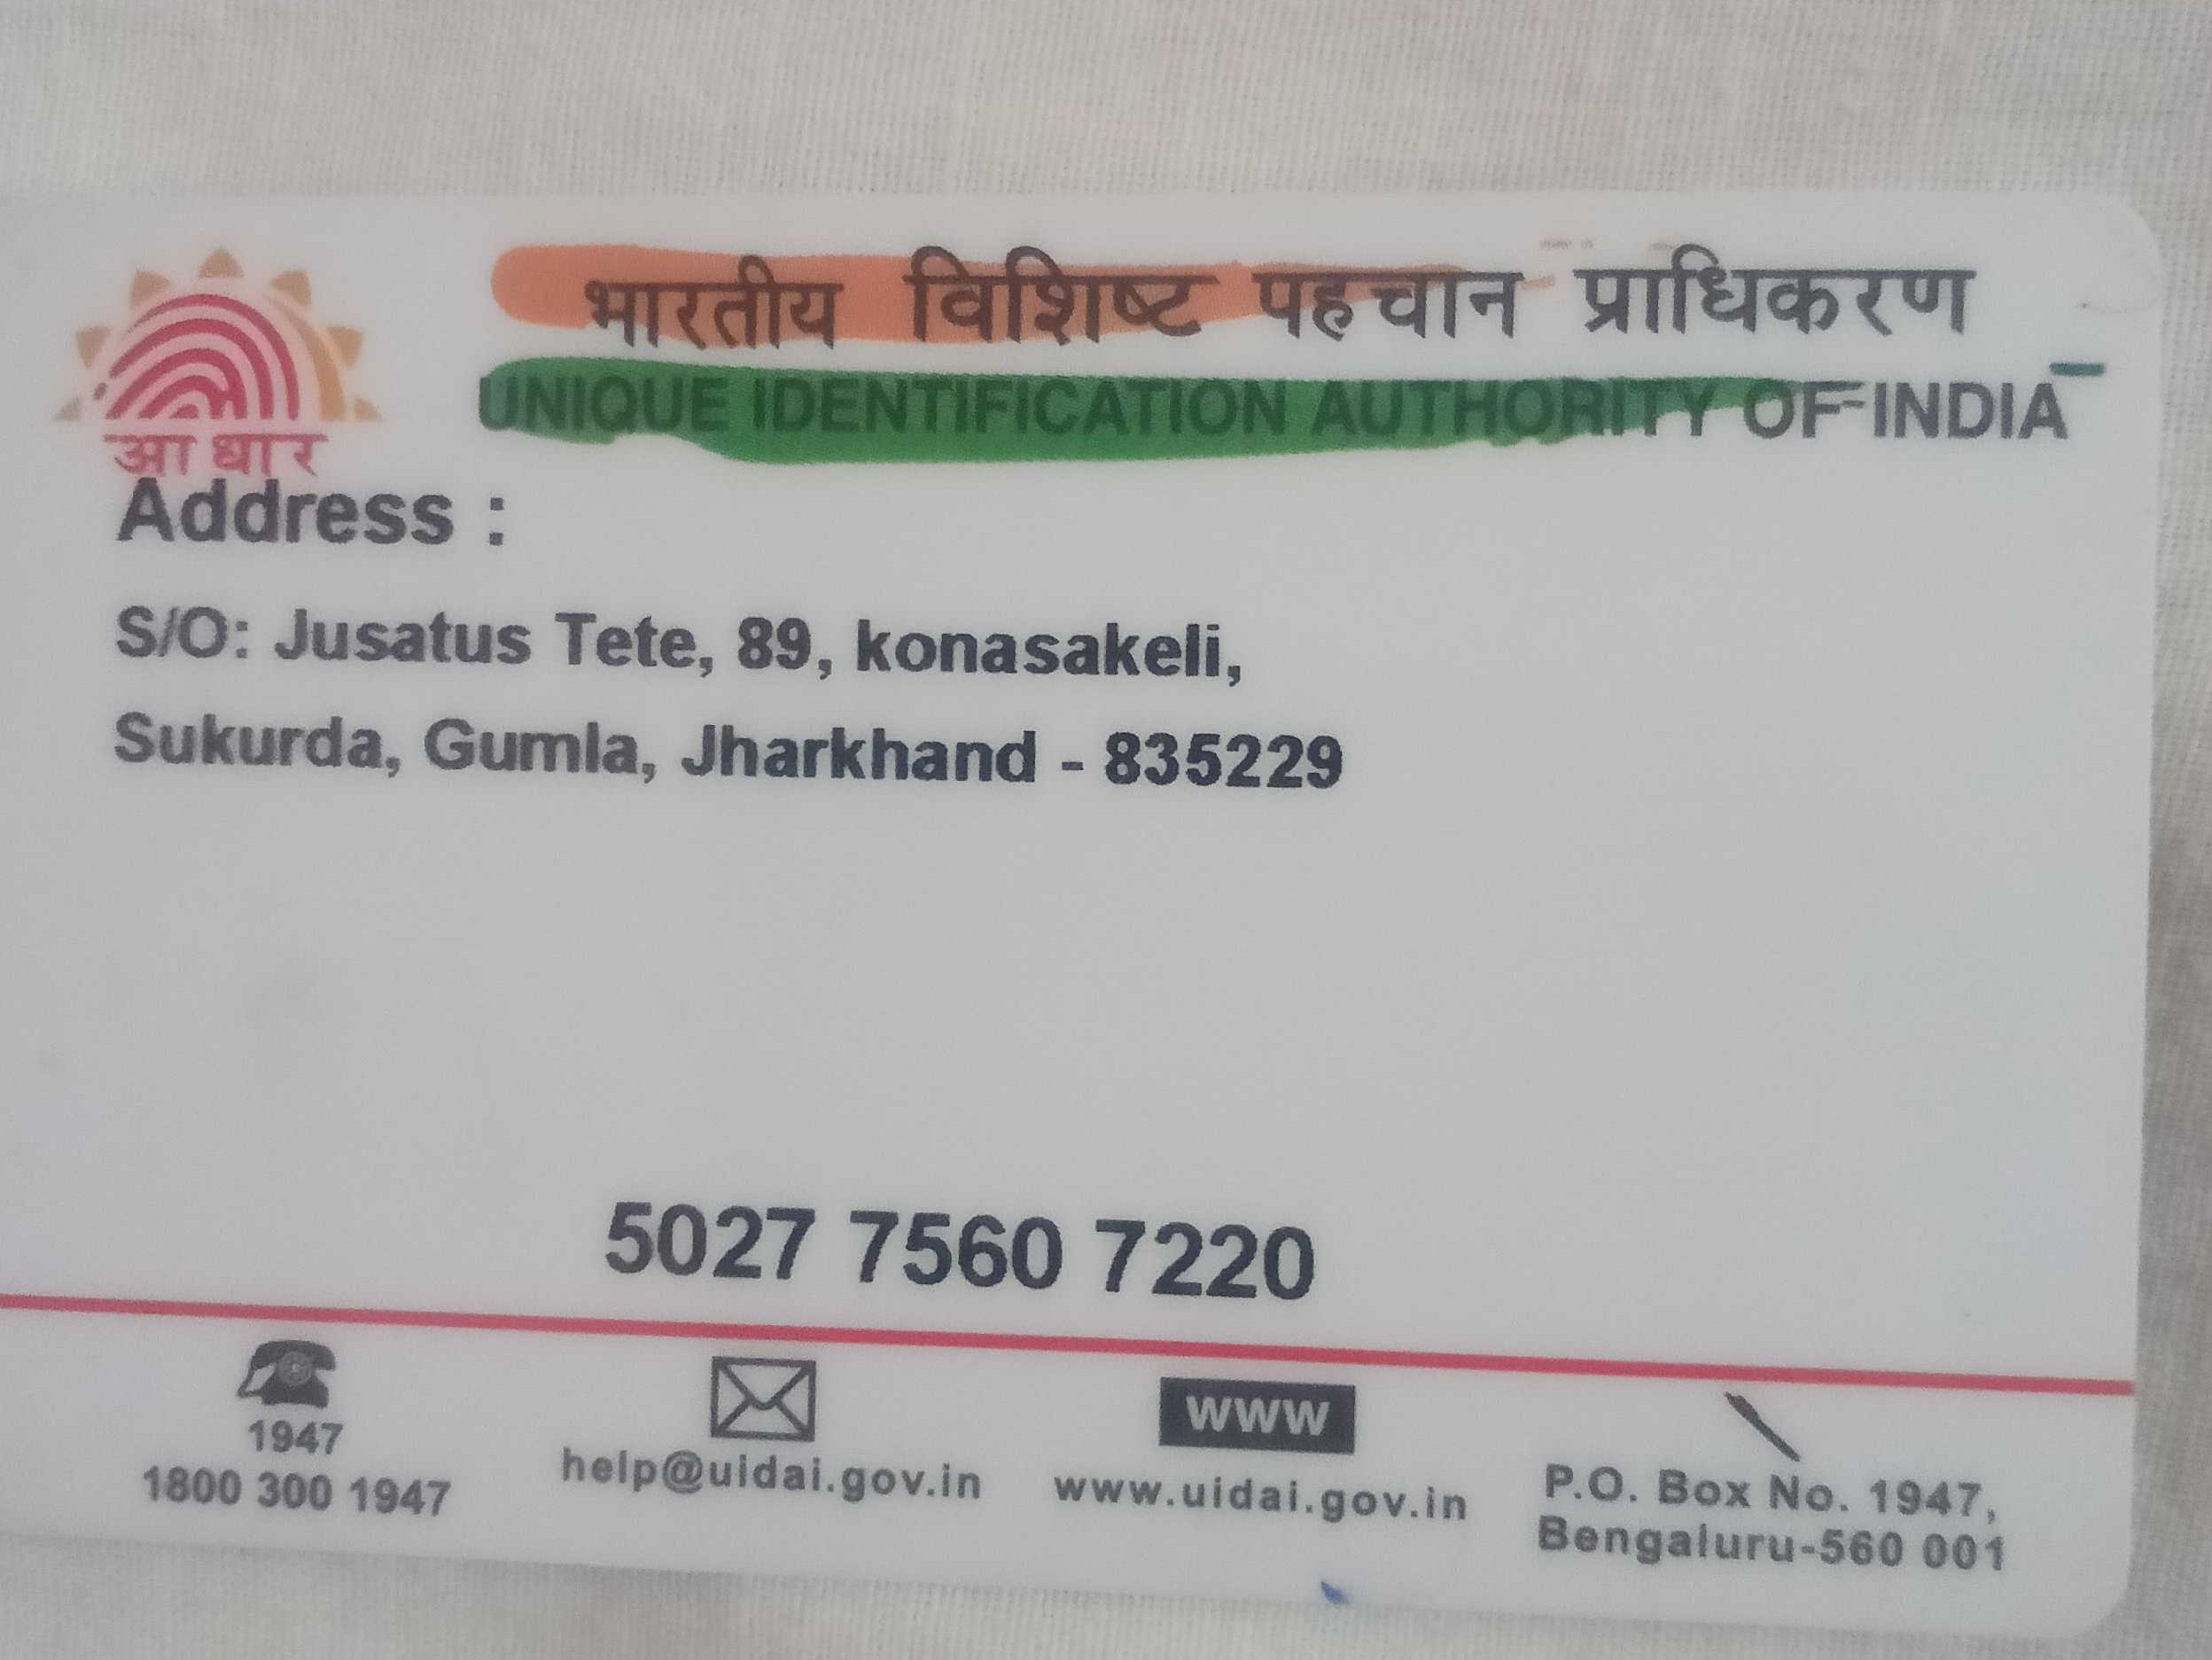 भारतीय विशिष्ट पहचान प्राधिकरण
UNIQUE IDENTIFICATION AUTHORITY OF INDIA
आधार
Address :
S/O: Jusatus Tete, 89, konasakeli,
Sukurda, Gumla, Jharkhand - 835229
5027 7560 7220
1947
1800 300 1947
help@uidai.gov.in
www
www.uidai.gov.in
P.O. Box No. 1947,
Bengaluru-560 001